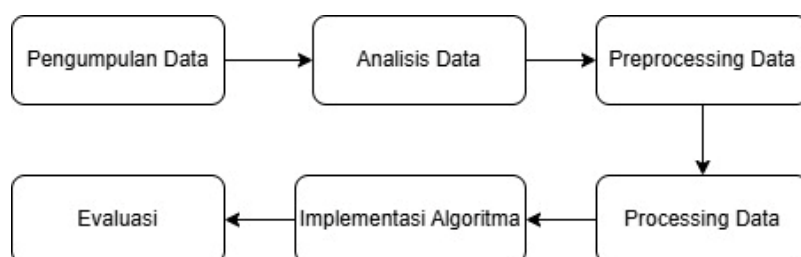 Pengumpulan Data
Analisis Data
Preprocessing Data
Processing Data
Implementasi Algoritma
Evaluasi